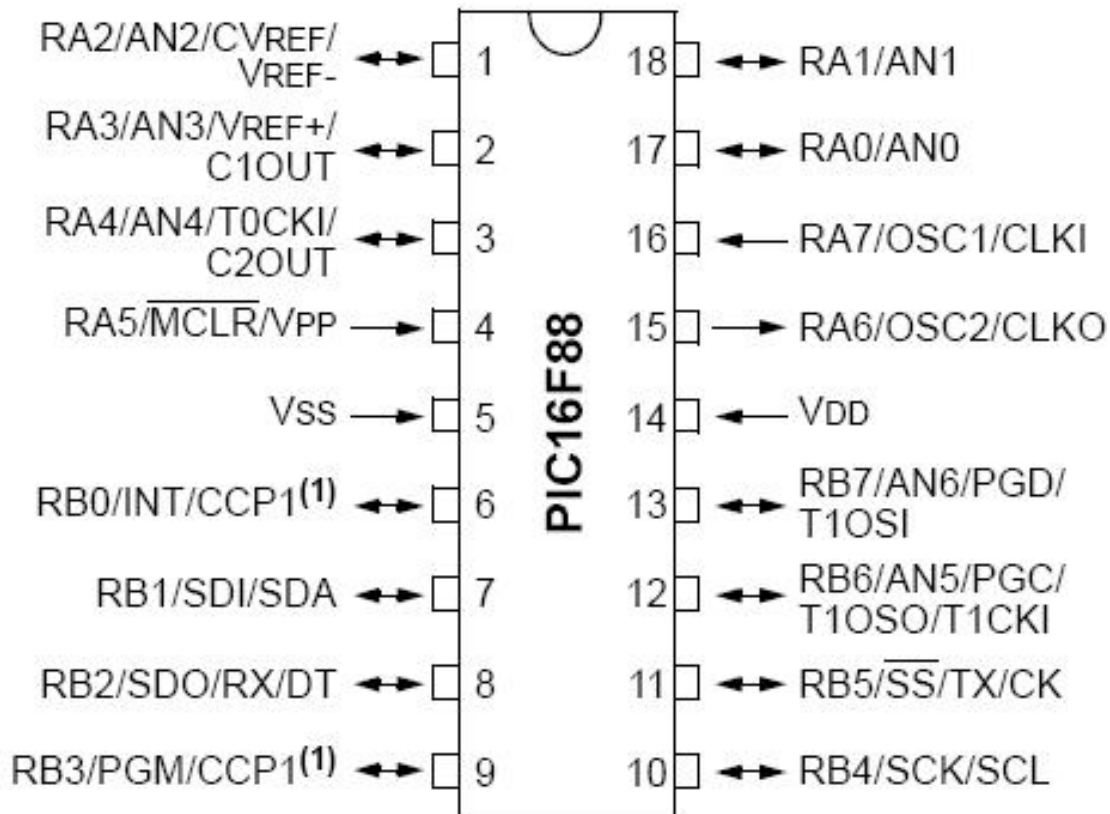 RA2/AN2/CVREF/
VREF-
1
18
RA1/AN1
RA3/AN3/VREF+/
C1OUT
2
17
RA0/AN0
RA4/AN4/T0CKI/
C2OUT
3
16
RA7/OSC1/CLKI
RA5/MCLR/VPP
4
15
RA6/OSC2/CLKO
VSS
5
14
VDD
RB0/INT/CCP1(1)
6
13
RB7/AN6/PGD/
T1OSI
RB1/SDI/SDA
7
12
RB6/AN5/PGC/
T1OSO/T1CKI
RB2/SDO/RX/DT
8
11
RB5/SS/TX/CK
RB3/PGM/CCP1(1)
9
10
RB4/SCK/SCL
PIC16F88